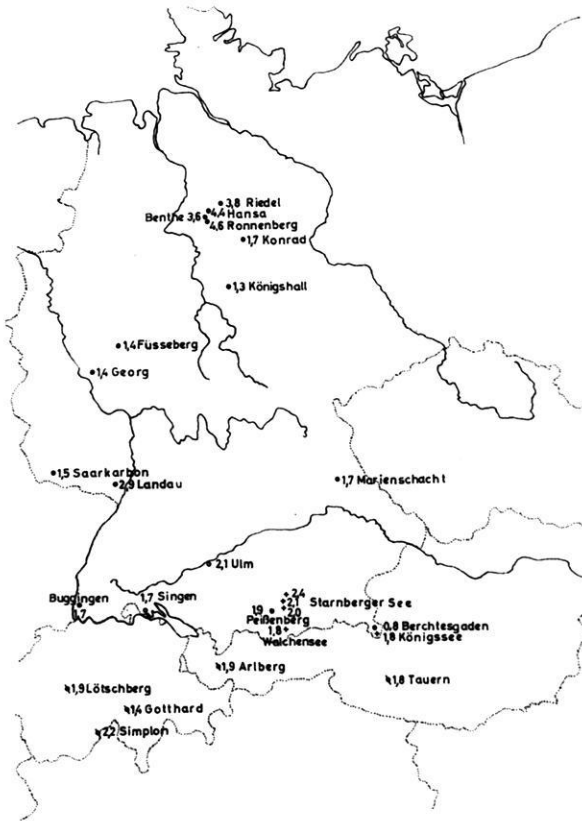 3,8 Riedel
4,4 Hansa
Benthe 3,6
4,6 Ronnenberg
1,7 Konrad
1,3 Königshall
1,4 Füsseberg
1,4 Georg
1,5 Saarkarbon
2,9 Landau
1,7 Marienschacht
2,1 Ulm
Buggingen
1,7
1,7 Singen
2,4
2,1
Starnberger See
2,0
1,9
Peißenberg
1,8
Walchensee
0,8 Berchtesgaden
1,8 Königssee
1,9 Arlberg
1,8 Tauern
1,9 Lötschberg
1,4 Gotthard
2,2 Simplon